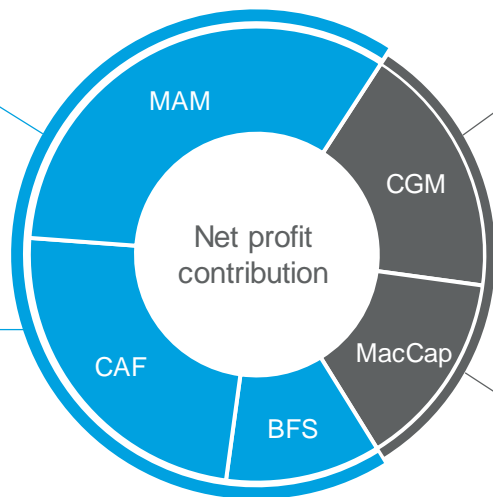 MAM
CGM
Net profit
contribution
MacCap
CAF
BFS